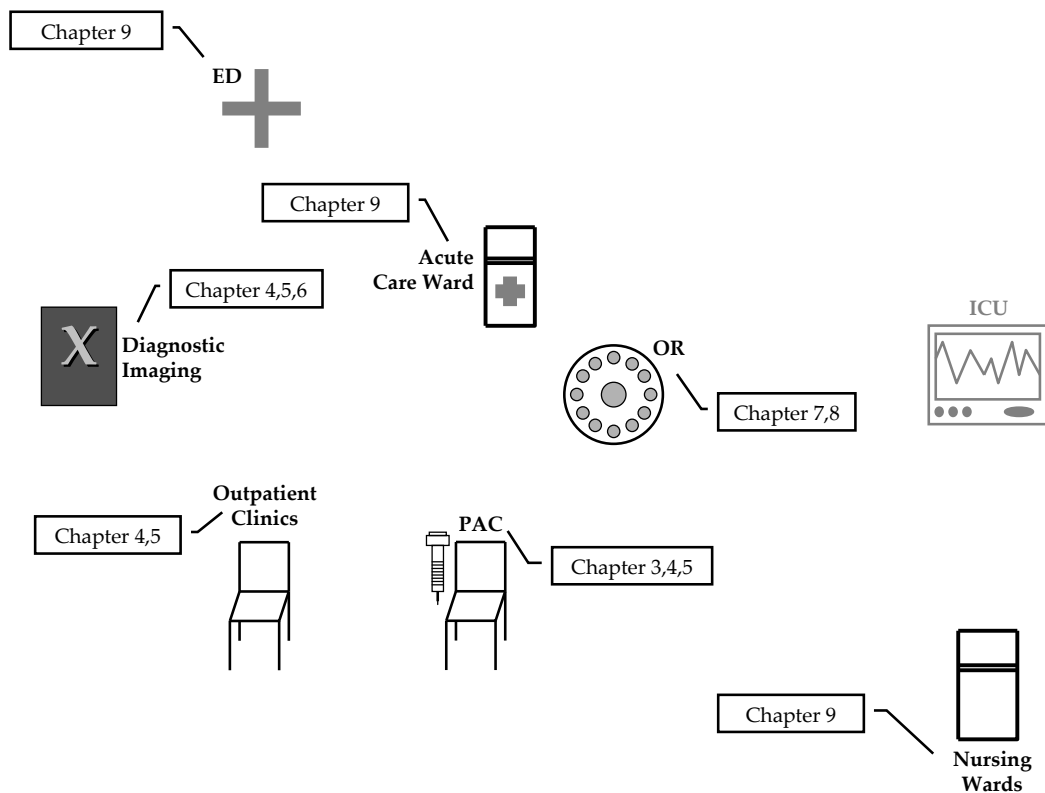 Chapter 9
ED
Chapter 9
Acute
Care Ward
Chapter 4,5,6
X
Diagnostic
Imaging
ICU
OR
Chapter 7,8
Outpatient
Clinics
Chapter 4,5
PAC
Chapter 3,4,5
Chapter 9
Nursing
Wards